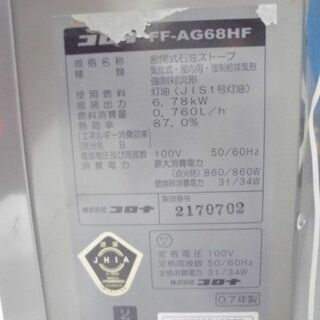 コロナ FF-AG68HF
規格名称 密閉式石油ストーブ
種類 気化式・屋内用・強制給排気形
強制対流形
使用燃料 灯油(JIS1号灯油)
暖房出力 6.78kW
燃料消費量 0.760L/h
熱効率 87.0%
[エネルギー消費効率]
区分名 B
電源電圧及び周波数 100V 50/60Hz
最大消費電力
(点火時) 860/860W
燃焼時消費電力 31/34W
株式会社コロナ
製造番号
2170702
JHIA
定格電圧 100V
定格周波数 50/60Hz
定格消費電力 31/34W
株式会社コロナ
07年製